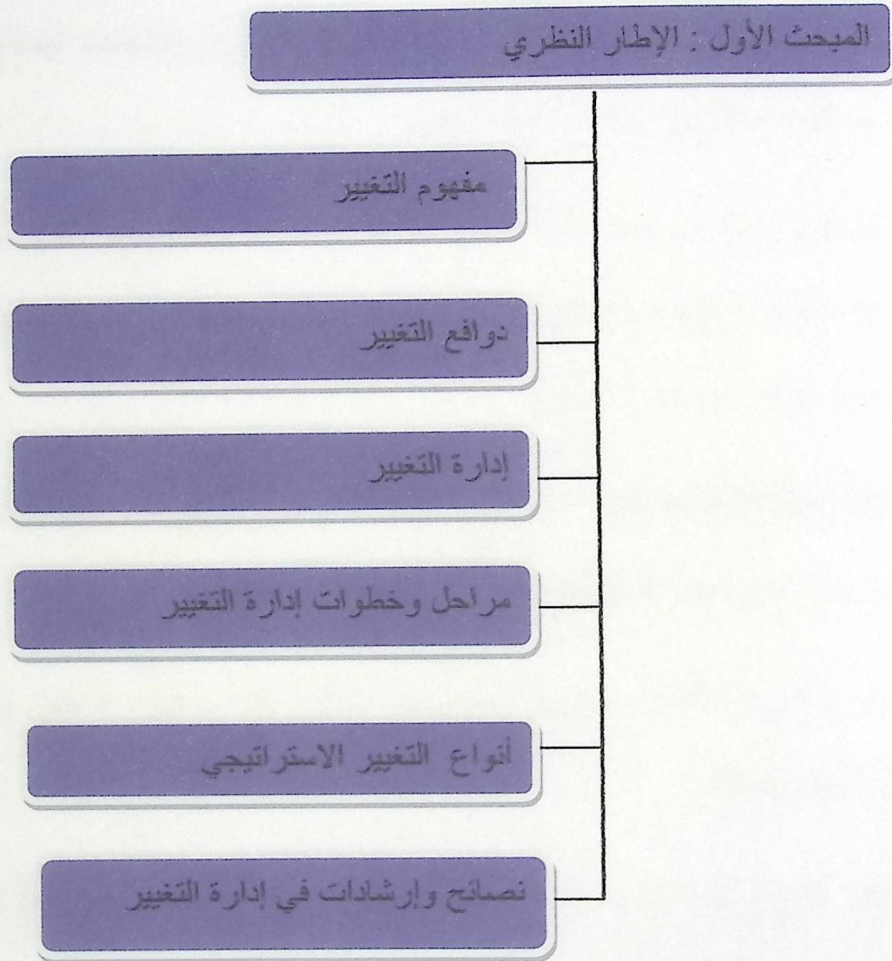 المبحث الأول : الإطار النظري
مفهوم التغيير
دوافع التغيير
إدارة التغيير
مراحل وخطوات إدارة التغيير
أنواع التغيير الاستراتيجي
نصائح وإرشادات في إدارة التغيير